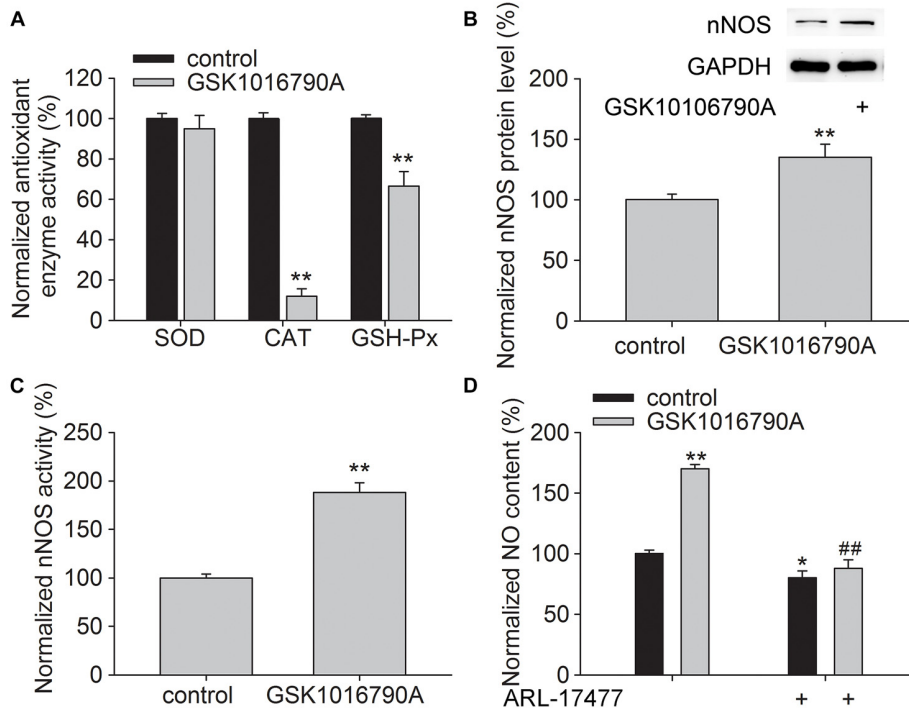 A
control
GSK1016790A
Normalized antioxidant
enzyme activity (%)
120
100
80
60
40
20
0
**
**
SOD CAT GSH-Px
B
nNOS
GAPDH
GSK10106790A +
Normalized nNOS protein level (%)
200
150
100
50
0
**
control GSK1016790A
C
Normalized nNOS activity (%)
250
200
150
100
50
0
**
control GSK1016790A
D
control
GSK1016790A
Normalized NO content (%)
200
150
100
50
0
**
*
##
ARL-17477 + +